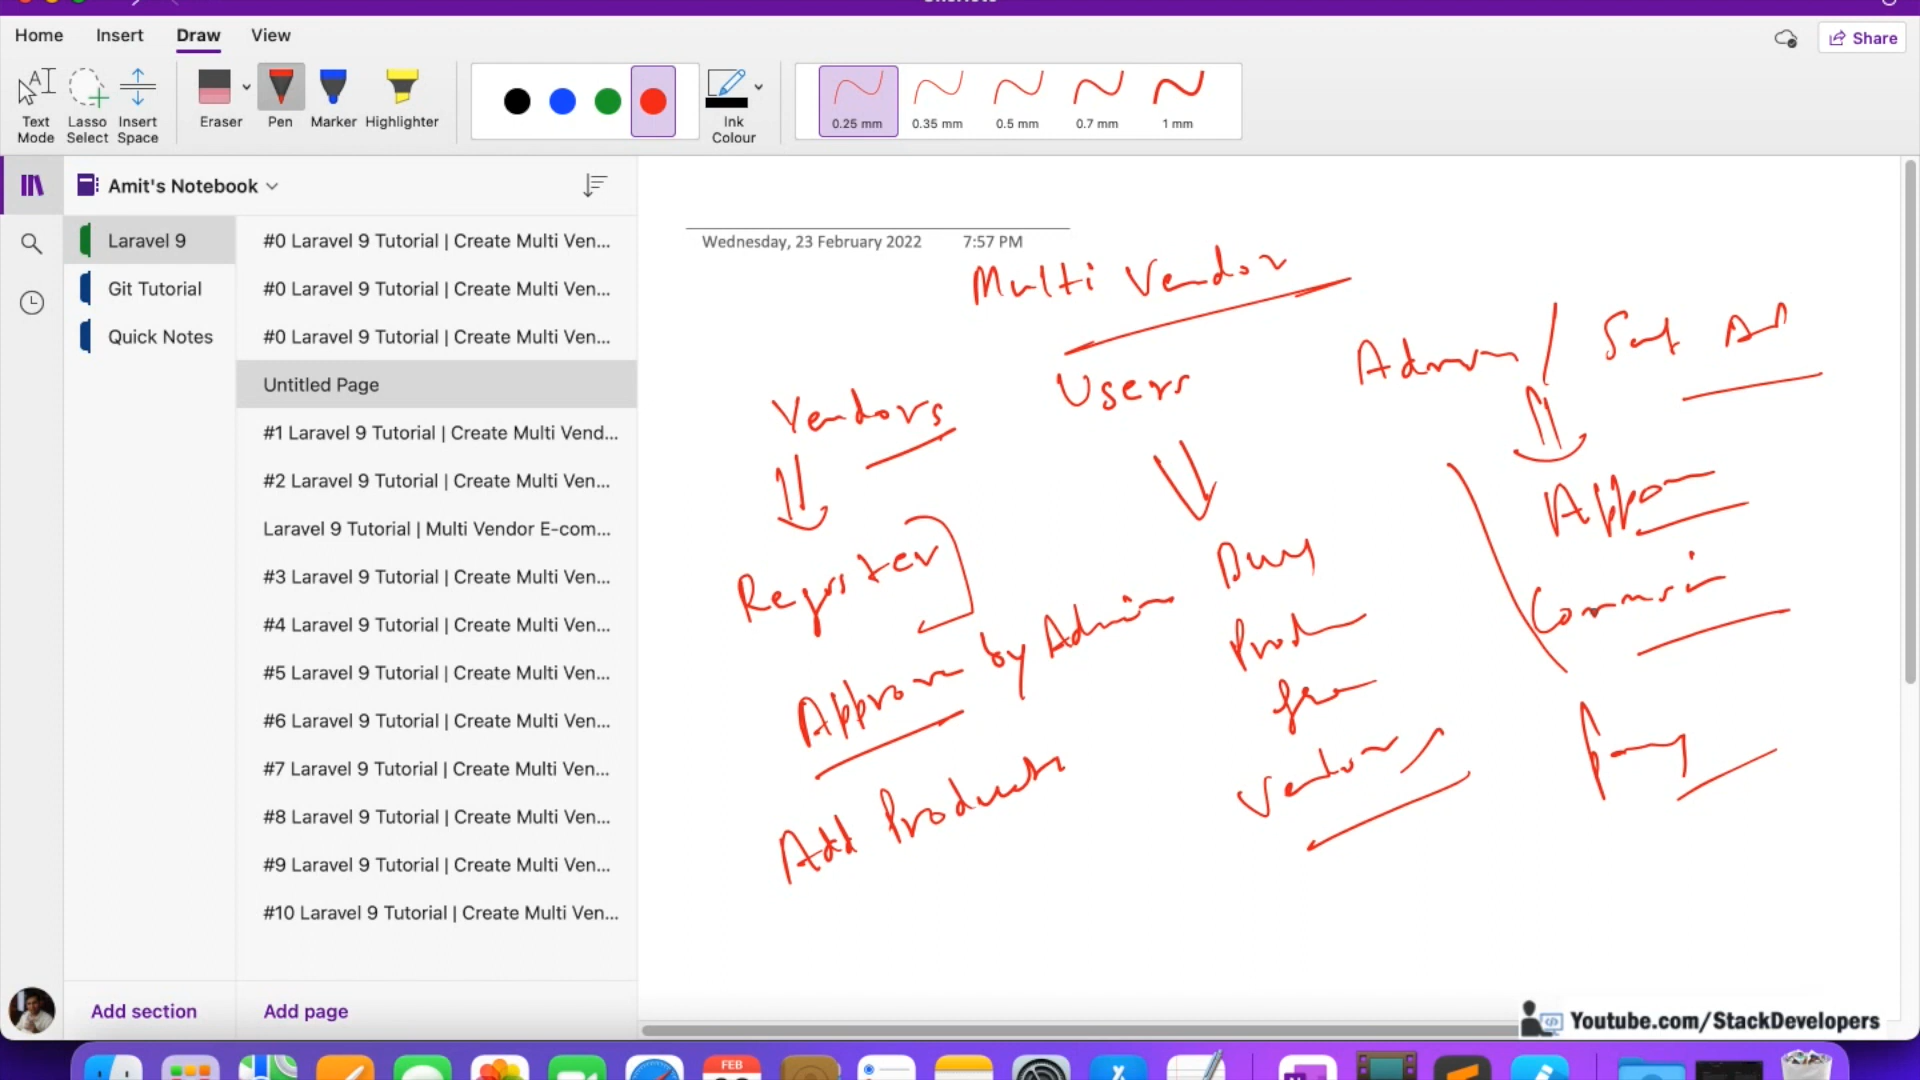 OneNote
Home Insert Draw View
Share
Text Mode
Lasso Select
Insert Space
Eraser
Pen
Marker
Highlighter
Ink Colour
0.25 mm
0.35 mm
0.5 mm
0.7 mm
1 mm
Amit's Notebook
Laravel 9
Git Tutorial
Quick Notes
#0 Laravel 9 Tutorial | Create Multi Ven...
#0 Laravel 9 Tutorial | Create Multi Ven...
#0 Laravel 9 Tutorial | Create Multi Ven...
Untitled Page
#1 Laravel 9 Tutorial | Create Multi Vend...
#2 Laravel 9 Tutorial | Create Multi Ven...
Laravel 9 Tutorial | Multi Vendor E-com...
#3 Laravel 9 Tutorial | Create Multi Ven...
#4 Laravel 9 Tutorial | Create Multi Ven...
#5 Laravel 9 Tutorial | Create Multi Ven...
#6 Laravel 9 Tutorial | Create Multi Ven...
#7 Laravel 9 Tutorial | Create Multi Ven...
#8 Laravel 9 Tutorial | Create Multi Ven...
#9 Laravel 9 Tutorial | Create Multi Ven...
#10 Laravel 9 Tutorial | Create Multi Ven...
Add section
Add page
Wednesday, 23 February 2022 7:57 PM
Multi Vendor
Vendors
Register
Approve by Admin
Add Products
Users
Buy
Prod
from
Vendors
Admin /
Youtube.com/StackDevelopers
FEB